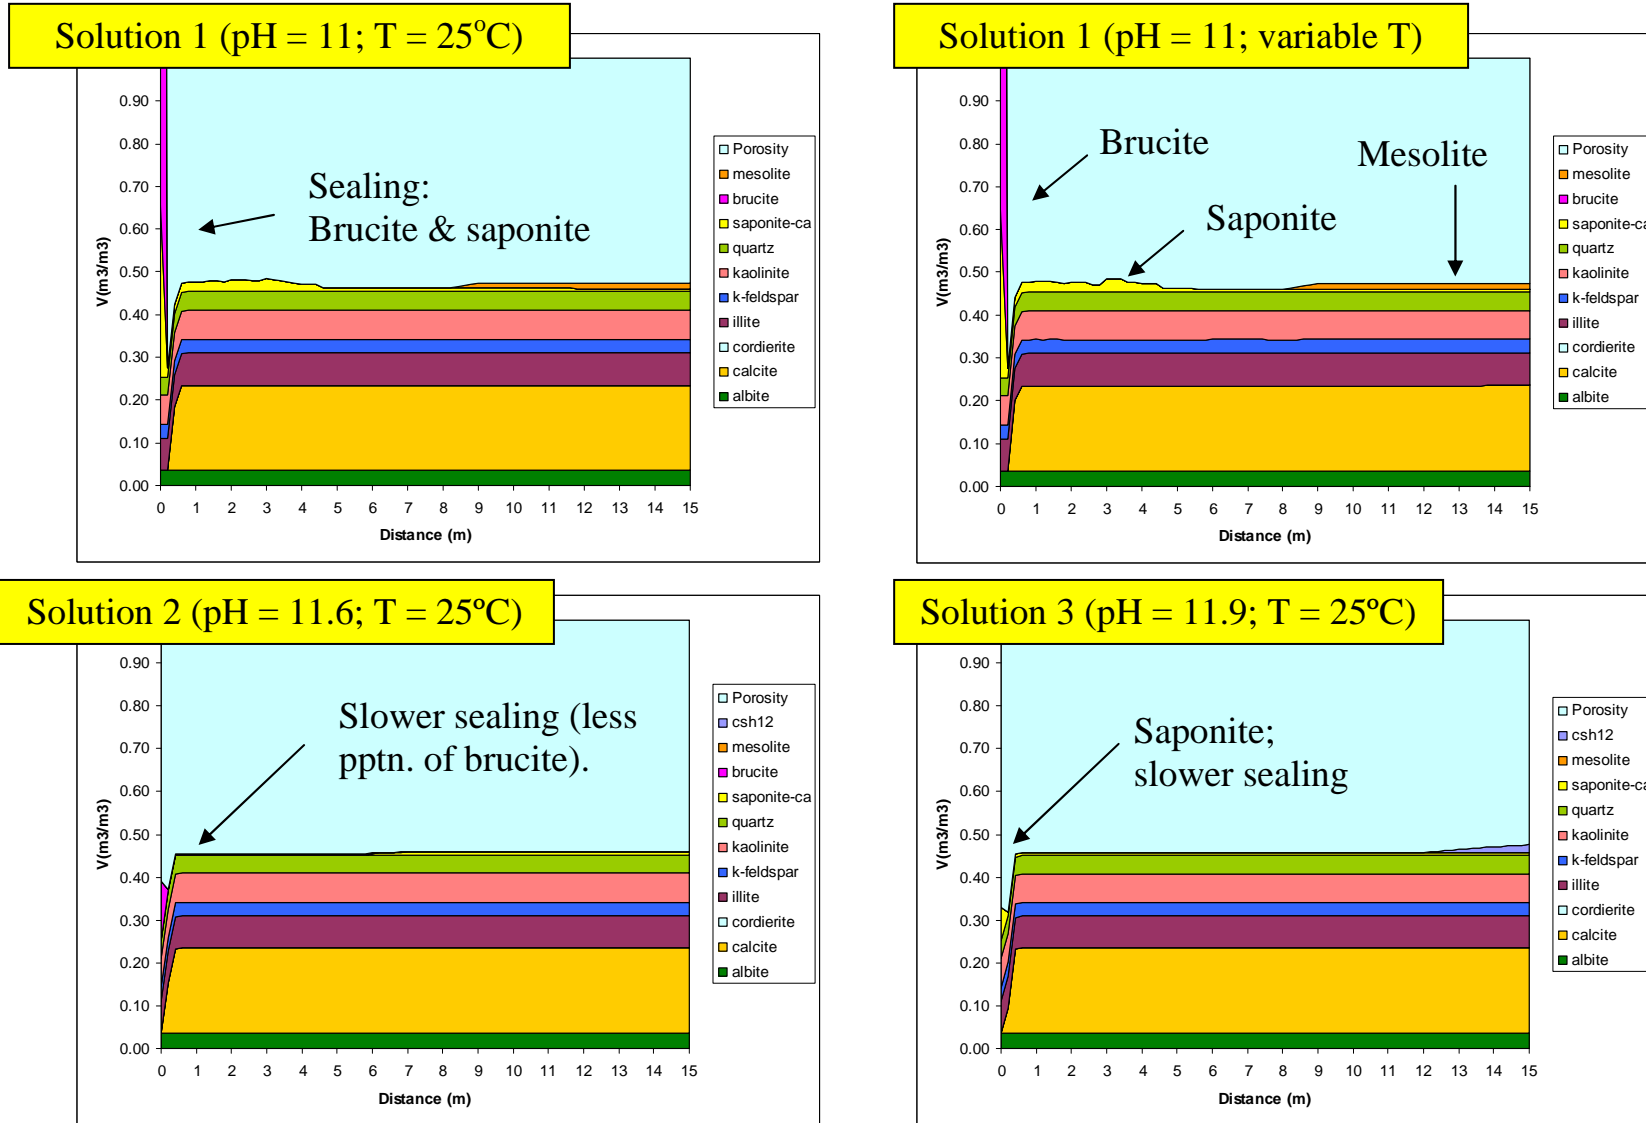 Solution 1 (pH = 11; T = 25°C)
0.90
0.80
0.70
0.60
0.50
0.40
0.30
0.20
0.10
0.00
V(m3/m3)
Sealing:
Brucite & saponite
0 1 2 3 4 5 6 7 8 9 10 11 12 13 14 15
Distance (m)
Porosity
mesolite
brucite
saponite-ca
quartz
kaolinite
k-feldspar
illite
cordierite
calcite
albite
Solution 1 (pH = 11; variable T)
0.90
0.80
0.70
0.60
0.50
0.40
0.30
0.20
0.10
0.00
V(m3/m3)
Brucite
Mesolite
Saponite
0 1 2 3 4 5 6 7 8 9 10 11 12 13 14 15
Distance (m)
Porosity
mesolite
brucite
saponite-ca
quartz
kaolinite
k-feldspar
illite
cordierite
calcite
albite
Solution 2 (pH = 11.6; T = 25ºC)
0.90
0.80
0.70
0.60
0.50
0.40
0.30
0.20
0.10
0.00
V(m3/m3)
Slower sealing (less
pptn. of brucite).
0 1 2 3 4 5 6 7 8 9 10 11 12 13 14 15
Distance (m)
Porosity
csh12
mesolite
brucite
saponite-ca
quartz
kaolinite
k-feldspar
illite
cordierite
calcite
albite
Solution 3 (pH = 11.9; T = 25ºC)
0.90
0.80
0.70
0.60
0.50
0.40
0.30
0.20
0.10
0.00
V(m3/m3)
Saponite;
slower sealing
0 1 2 3 4 5 6 7 8 9 10 11 12 13 14 15
Distance (m)
Porosity
csh12
mesolite
saponite-ca
quartz
kaolinite
k-feldspar
illite
cordierite
calcite
albite